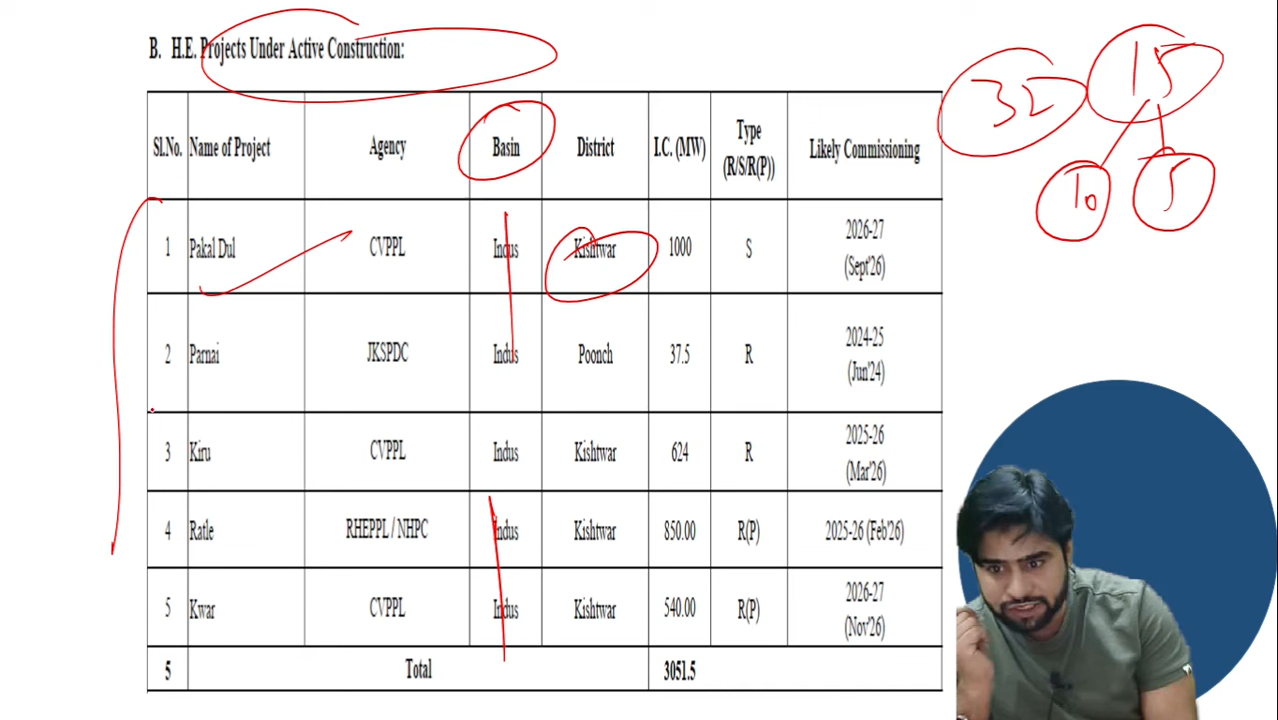 B. H.E. Projects Under Active Construction:
32 15
10 5
Sl.No. Name of Project Agency Basin District I.C. (MW) Type (R/S/R(P)) Likely Commissioning
1 Pakal Dul CVPPL Indus Kishtwar 1000 S 2026-27 (Sept'26)
2 Parnai JKSPDC Indus Poonch 37.5 R 2024-25 (Jun'24)
3 Kiru CVPPL Indus Kishtwar 624 R 2025-26 (Mar'26)
4 Ratle RHEPPL / NHPC Indus Kishtwar 850.00 R(P) 2025-26 (Feb'26)
5 Kwar CVPPL Indus Kishtwar 540.00 R(P) 2026-27 (Nov'26)
5 Total 3051.5